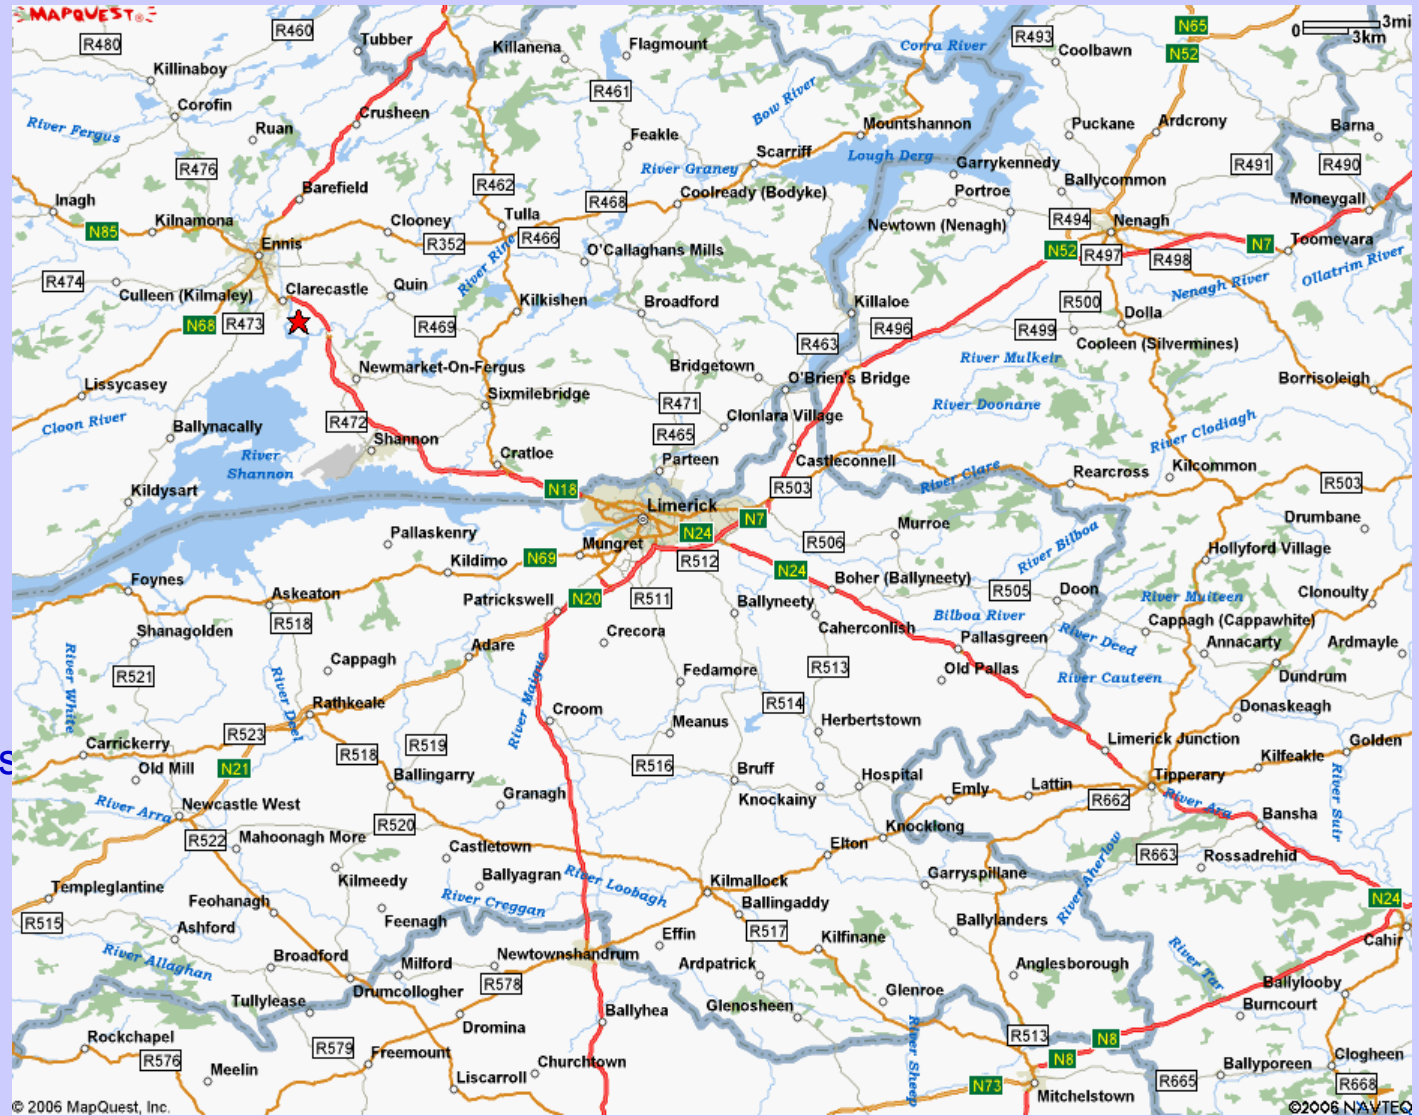 MAPQUEST®
R460
R480
Tubber
Killanena
Flagmount
Corra River
R493
Coolbawn
N65
N52
3mi
0
3km
Killinaboy
Corofin
R461
Bow River
Crusheen
River Fergus
Ruan
Feakle
Mountshannon
Puckane
Ardcrony
Barna
R476
Scarriff
Lough Derg
Garrykennedy
R491
R490
River Graney
Barefield
R462
Coolready (Bodyke)
Portroe
Ballycommon
Moneygall
Inagh
Kilnamona
Clooney
Tulla
R468
Newtown (Nenagh)
R494
Nenagh
N85
Ennis
R352
R466
N52
R497
R498
N7
Toomevara
River Rine
O'Callaghans Mills
Ollatrim River
R474
Culleen (Kilmaley)
Clarecastle
Quin
Kilkishen
Broadford
Killaloe
R500
Nenagh River
N68
R473
R469
R463
R496
R499
Dolla
Cooleen (Silvermines)
Newmarket-On-Fergus
Bridgetown
O'Brien's Bridge
River Mulkeir
Borrisoleigh
Lissycasey
Sixmilebridge
R471
Clonlara Village
River Doonane
Cloon River
Ballynacally
R472
Shannon
R465
River Clodiagh
River
Shannon
Cratloe
Parteen
Castleconnell
River Clare
Rearcross
Kilcommon
Kildysart
N18
Limerick
R503
R503
Pallaskenry
N24
N7
Murroe
Drumbane
Kildimo
N69
Mungret
R512
R506
River Bilboa
Hollyford Village
Foynes
Askeaton
N20
R511
N24
Boher (Ballyneety)
R505
Doon
River Muiteen
Clonoulty
R518
Patrickswell
Ballyneety
Caherconlish
Bilboa River
Cappagh (Cappawhite)
Shanagolden
Crecora
Pallasgreen
River Deed
Annacarty
Ardmayle
River White
Cappagh
Adare
R513
Old Pallas
River Cauteen
Dundrum
R521
River Deel
River Maigue
Fedamore
R514
Rathkeale
Croom
Meanus
Herbertstown
Donaskeagh
R523
R518
R519
Limerick Junction
Golden
s
Carrickerry
N21
R516
Kilfeakle
Old Mill
Ballingarry
Bruff
Hospital
Tipperary
River Suir
Newcastle West
Granagh
Knockainy
Emly
Lattin
R662
River Ara
Bansha
River Arra
R520
Knocklong
R522
Mahoonagh More
Castletown
Elton
R663
Rossadrehid
River Aherlow
Templeglantine
Kilmeedy
Ballyagran
River Loobagh
Kilmallock
Garryspillane
Feohanagh
River Creggan
Ballingaddy
N24
R515
Ashford
Feenagh
Ballylanders
Effin
R517
Kilfinane
River Tar
Cahir
River Allaghan
Broadford
Milford
Newtownshandrum
Ardpatrick
Anglesborough
Tullylease
Drumcollogher
R578
Glenroe
Ballylooby
Burncourt
Ballyhea
Glenosheen
Rockchapel
Dromina
River Sheep
R513
N8
R576
R579
Freemount
Churchtown
N8
Clogheen
Meelin
Liscarroll
N73
Mitchelstown
R665
Ballyporeen
R668
© 2006 MapQuest, Inc.
©2006 NAVTEQ